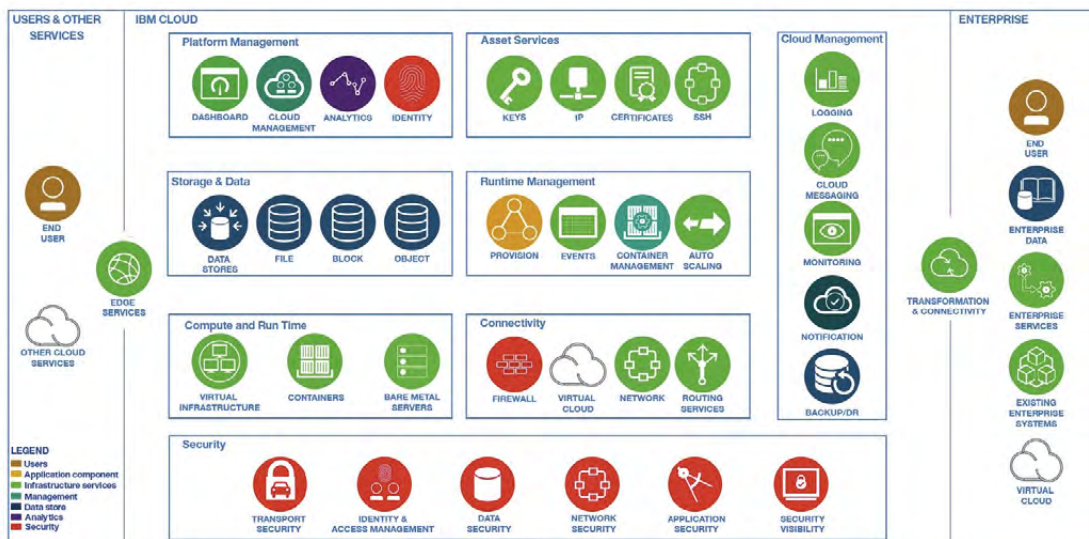 USERS & OTHER
SERVICES
IBM CLOUD
ENTERPRISE
Platform Management
DASHBOARD
CLOUD
MANAGEMENT
ANALYTICS
IDENTITY
Asset Services
KEYS
IP
CERTIFICATES
SSH
Cloud Management
LOGGING
CLOUD
MESSAGING
MONITORING
NOTIFICATION
BACKUP/DR
END
USER
EDGE
SERVICES
OTHER CLOUD
SERVICES
Storage & Data
DATA
STORES
FILE
BLOCK
OBJECT
Runtime Management
PROVISION
EVENTS
CONTAINER
MANAGEMENT
AUTO
SCALING
Compute and Run Time
VIRTUAL
INFRASTRUCTURE
CONTAINERS
BARE METAL
SERVERS
Connectivity
FIREWALL
VIRTUAL
CLOUD
NETWORK
ROUTING
SERVICES
TRANSFORMATION
& CONNECTIVITY
END
USER
ENTERPRISE
DATA
ENTERPRISE
SERVICES
EXISTING
ENTERPRISE
SYSTEMS
VIRTUAL
CLOUD
Security
TRANSPORT
SECURITY
IDENTITY &
ACCESS MANAGEMENT
DATA
SECURITY
NETWORK
SECURITY
APPLICATION
SECURITY
SECURITY
VISIBILITY
LEGEND
Users
Application component
Infrastructure services
Management
Data store
Analytics
Security